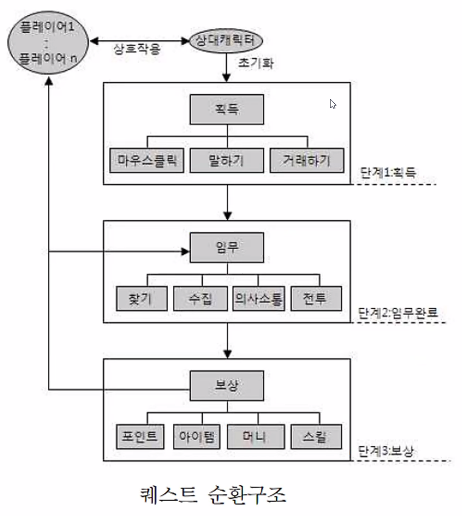 플레이어1
:
플레이어 n
상호작용
상대캐릭터
초기화
획득
마우스클릭
말하기
거래하기
단계1:획득
임무
찾기
수집
의사소통
전투
단계2:임무완료
보상
포인트
아이템
머니
스킬
단계3:보상
퀘스트 순환구조